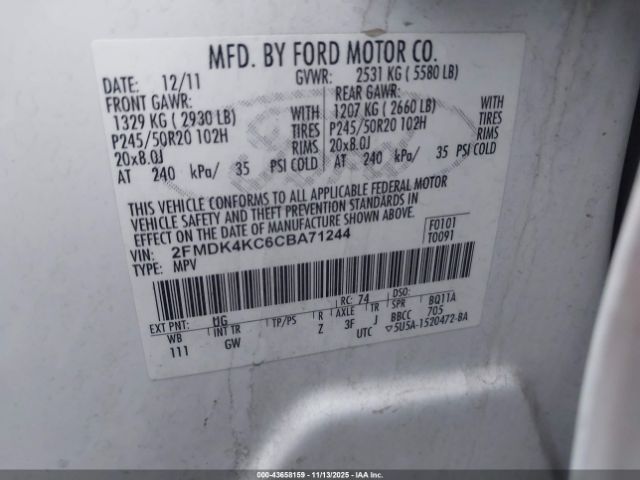 MFD. BY FORD MOTOR CO.
DATE: 12/11 GVWR: 2531 KG ( 5580 LB)
FRONT GAWR: REAR GAWR:
1329 KG ( 2930 LB) WITH 1207 KG ( 2660 LB) WITH
P245/50R20 102H TIRES P245/50R20 102H TIRES
20x8.0J RIMS 20x8.0J RIMS
AT 240 kPa/ 35 PSI COLD AT 240 kPa/ 35 PSI COLD
THIS VEHICLE CONFORMS TO ALL APPLICABLE FEDERAL MOTOR
VEHICLE SAFETY AND THEFT PREVENTION STANDARDS IN
EFFECT ON THE DATE OF MANUFACTURE SHOWN ABOVE.
VIN: 2FMDK4KC6CBA71244 F0101
TYPE: MPV T0091
EXT PNT: UG RC: 74 DSO:
WB INT TR TP/PS R AXLE TR SPR BQ11A
111 GW Z 3F J BBCC 705
UTC 5U5A-1520472-BA
000-43658159 - 11/13/2025 - IAA Inc.